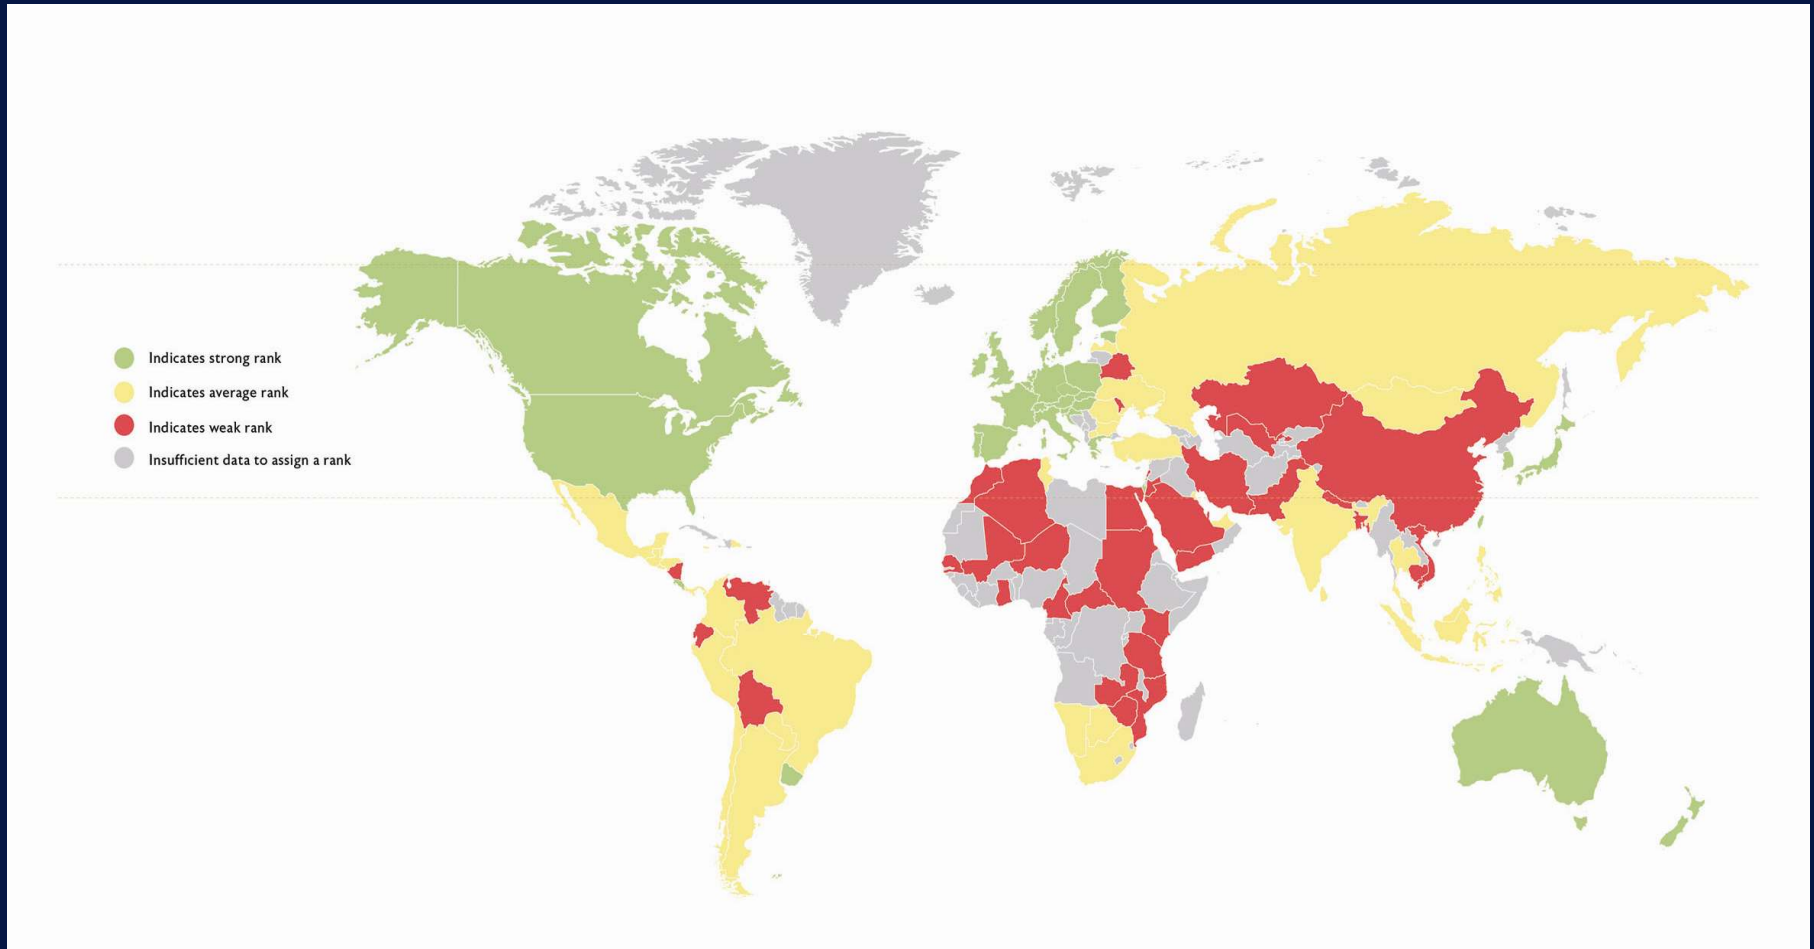 Indicates strong rank
Indicates average rank
Indicates weak rank
Insufficient data to assign a rank